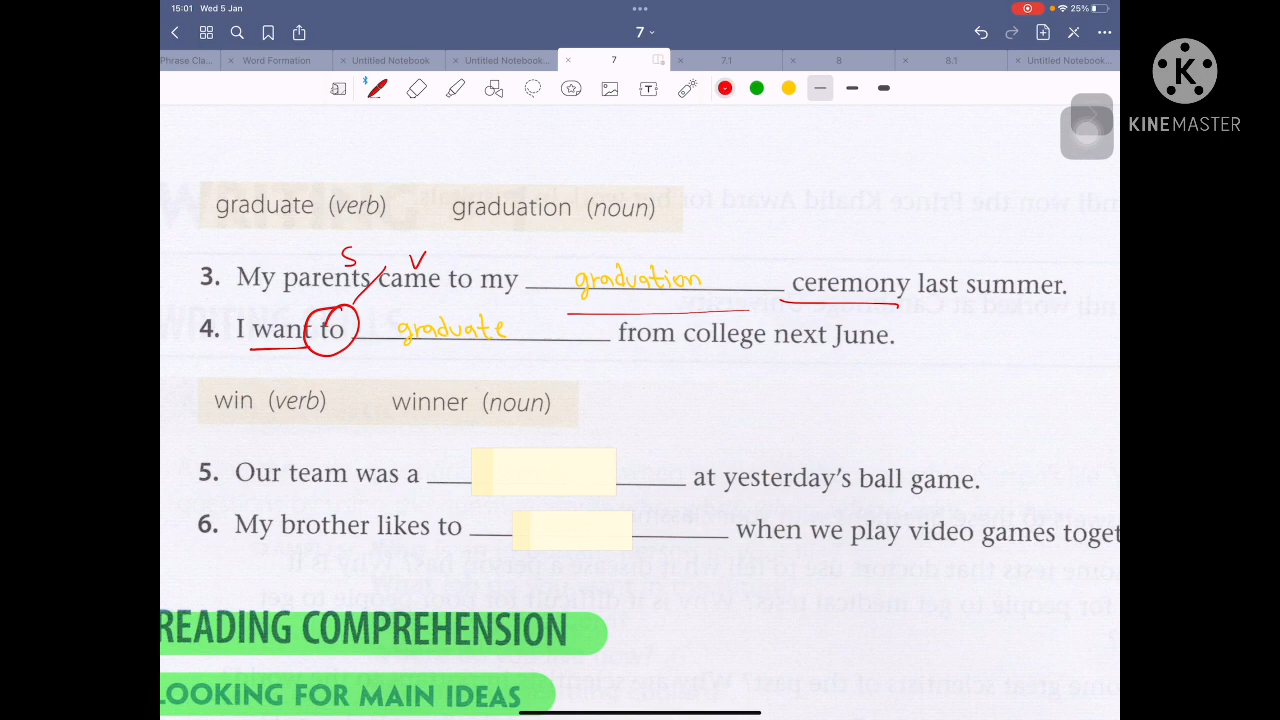 15:01 Wed 5 Jan
25%
7
Phrase Cla...
Word Formation
Untitled Notebook
Untitled Notebook...
7
7.1
8
8.1
Untitled Notebook...
KINEMASTER
graduate (verb) graduation (noun)
S V
3. My parents came to my graduation ceremony last summer.
4. I want to graduate from college next June.
win (verb) winner (noun)
5. Our team was a ______ at yesterday's ball game.
6. My brother likes to ______ when we play video games toget
READING COMPREHENSION
LOOKING FOR MAIN IDEAS